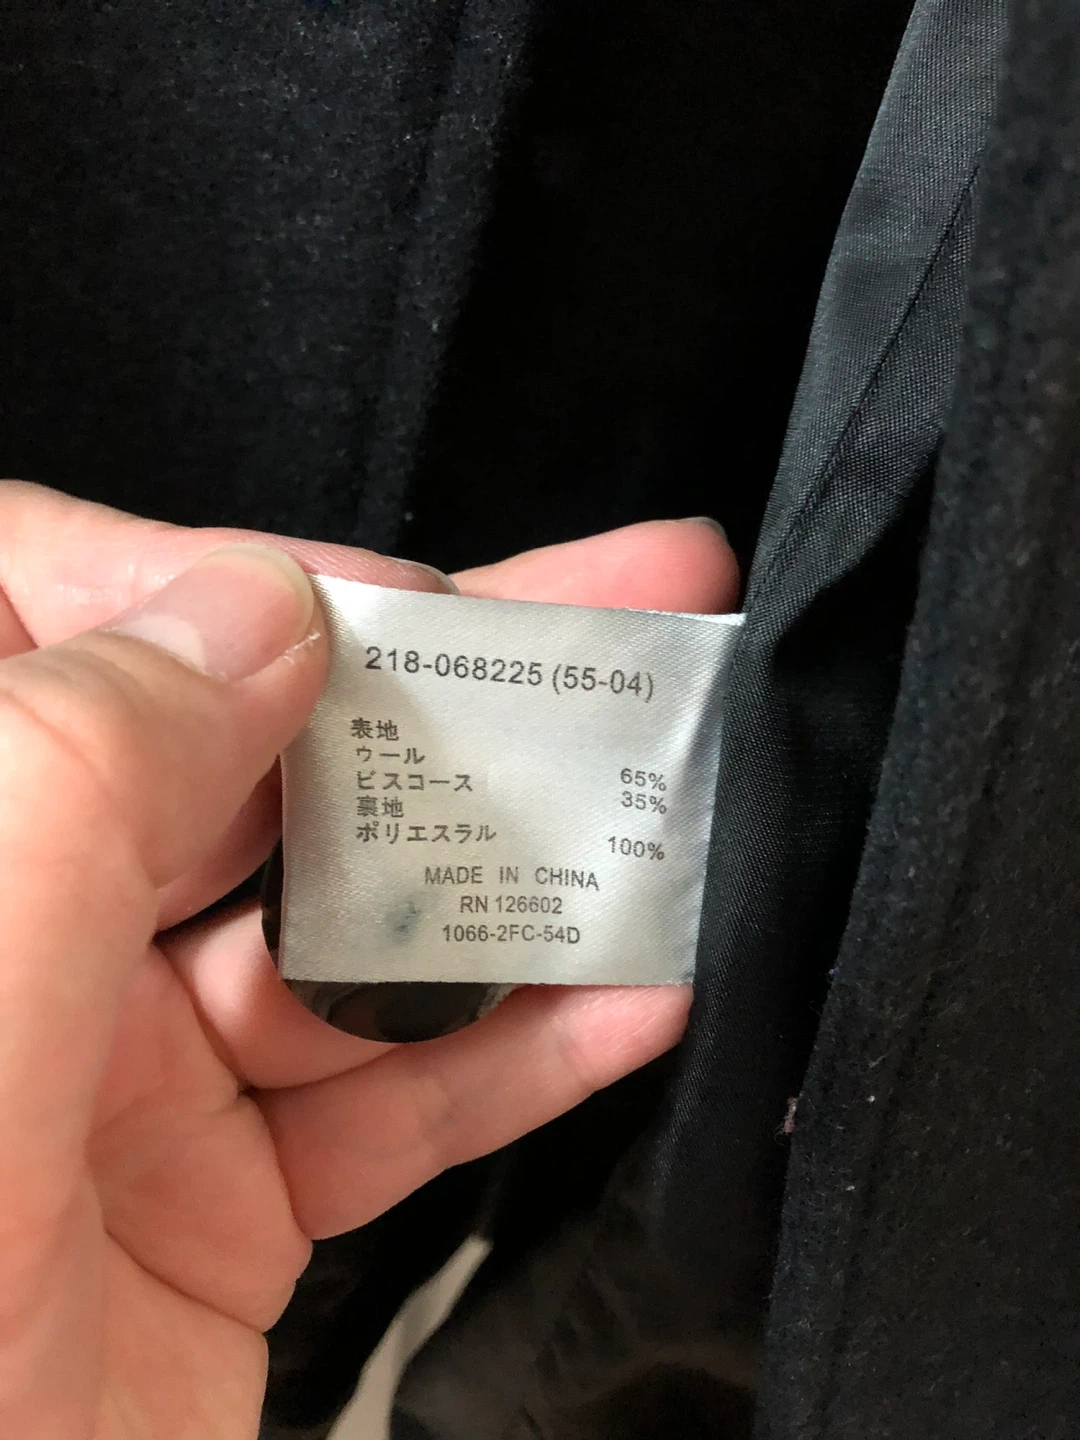 218-068225 (55-04)
表地
ウール
ビスコース 65%
裏地 35%
ポリエスラル 100%
MADE IN CHINA
RN 126602
1066-2FC-54D